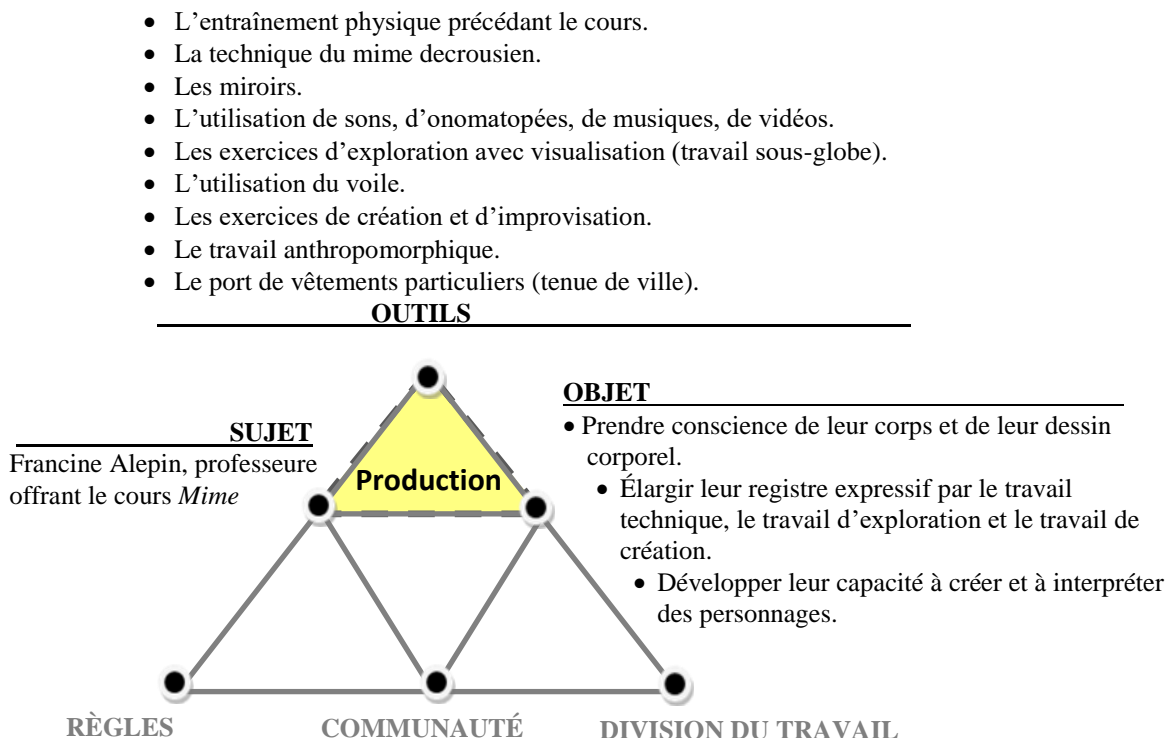 • L’entraînement physique précédant le cours.
• La technique du mime decrousien.
• Les miroirs.
• L’utilisation de sons, d’onomatopées, de musiques, de vidéos.
• Les exercices d’exploration avec visualisation (travail sous-globe).
• L’utilisation du voile.
• Les exercices de création et d’improvisation.
• Le travail anthropomorphique.
• Le port de vêtements particuliers (tenue de ville).
OUTILS
SUJET
Francine Alepin, professeure
offrant le cours Mime
Production
OBJET
• Prendre conscience de leur corps et de leur dessin
corporel.
• Élargir leur registre expressif par le travail
technique, le travail d’exploration et le travail de
création.
• Développer leur capacité à créer et à interpréter
des personnages.
RÈGLES
COMMUNAUTÉ
DIVISION DU TRAVAIL